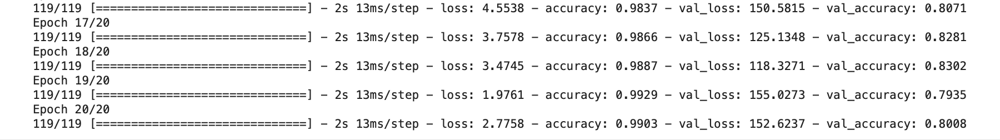 119/119 [==============================] - 2s 13ms/step - loss: 4.5538 - accuracy: 0.9837 - val_loss: 150.5815 - val_accuracy: 0.8071
Epoch 17/20
119/119 [==============================] - 2s 13ms/step - loss: 3.7578 - accuracy: 0.9866 - val_loss: 125.1348 - val_accuracy: 0.8281
Epoch 18/20
119/119 [==============================] - 2s 13ms/step - loss: 3.4745 - accuracy: 0.9887 - val_loss: 118.3271 - val_accuracy: 0.8302
Epoch 19/20
119/119 [==============================] - 2s 13ms/step - loss: 1.9761 - accuracy: 0.9929 - val_loss: 155.0273 - val_accuracy: 0.7935
Epoch 20/20
119/119 [==============================] - 2s 13ms/step - loss: 2.7758 - accuracy: 0.9903 - val_loss: 152.6237 - val_accuracy: 0.8008